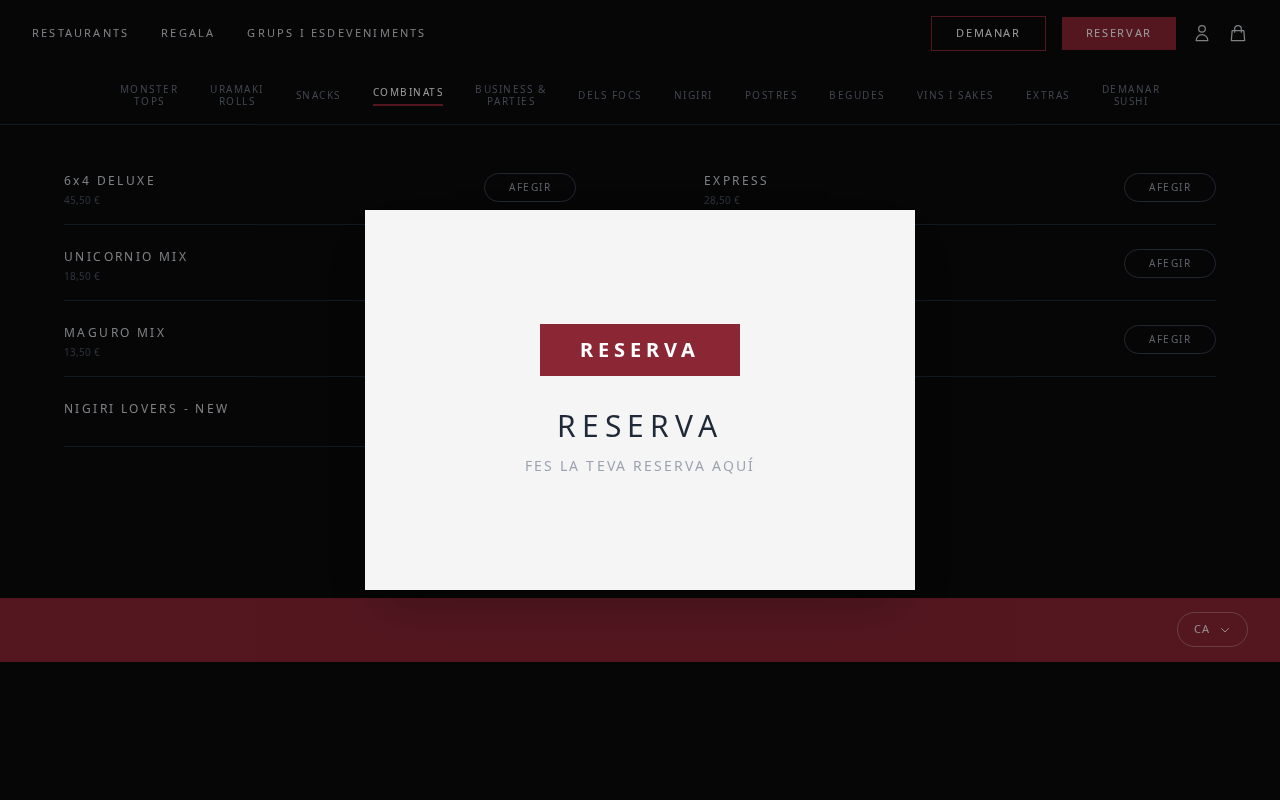 RESTAURANTS
REGALA
GRUPS I ESDEVENIMENTS
DEMANAR
RESERVAR
MONSTER
TOPS
URAMAKI
ROLLS
SNACKS
COMBINATS
BUSINESS &
PARTIES
DELS FOCS
NIGIRI
POSTRES
BEGUDES
VINS I SAKES
EXTRAS
DEMANAR
SUSHI
6x4 DELUXE
45,50 €
AFEGIR
EXPRESS
28,50 €
AFEGIR
UNICORNIO MIX
18,50 €
AFEGIR
MAGURO MIX
13,50 €
AFEGIR
NIGIRI LOVERS - NEW
RESERVA
RESERVA
FES LA TEVA RESERVA AQUÍ
CA